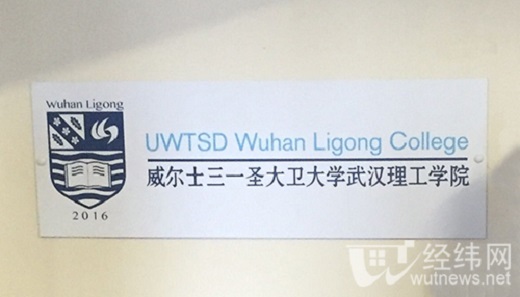 Wuhan Ligong
UWTSD Wuhan Ligong College
威尔士三一圣大卫大学武汉理工学院
2016
经纬网
wutnews.net